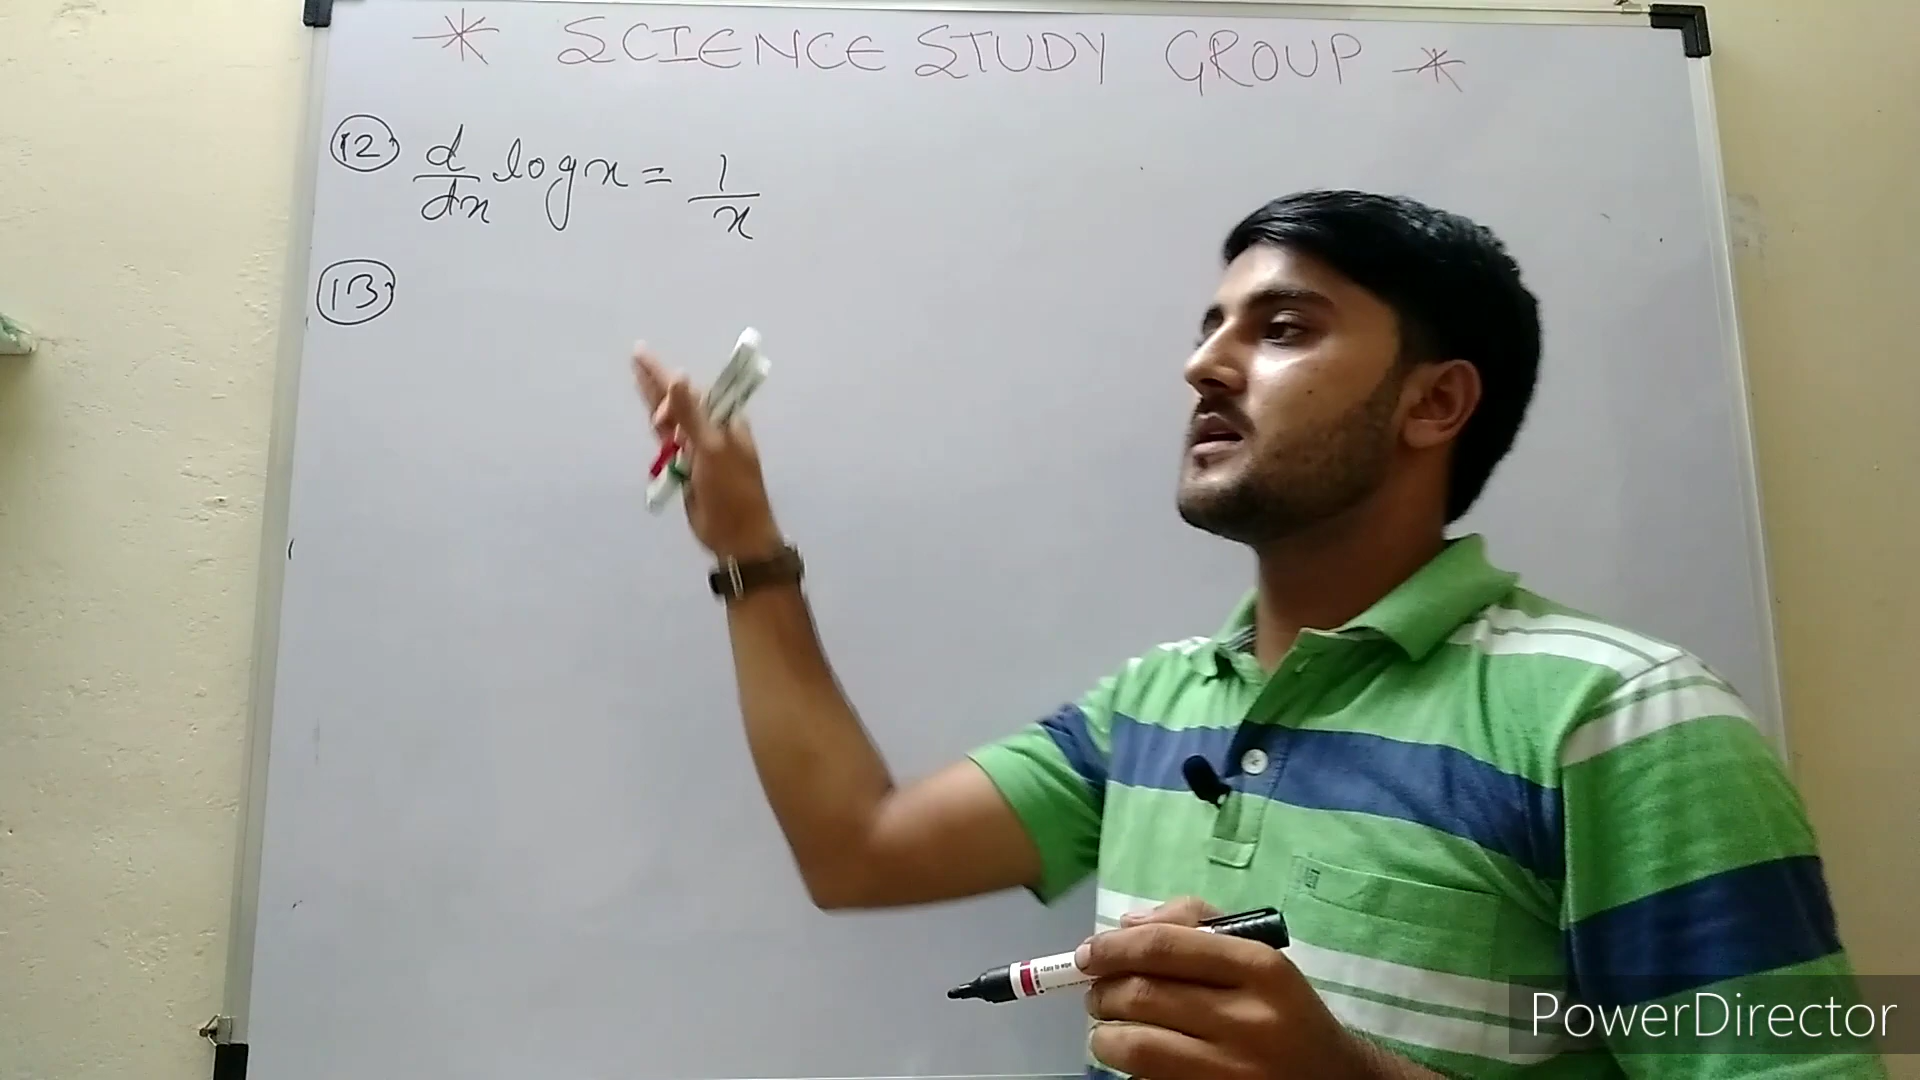 * SCIENCE STUDY GROUP *
(12) d/dx log x = 1/x
(13)
PowerDirector